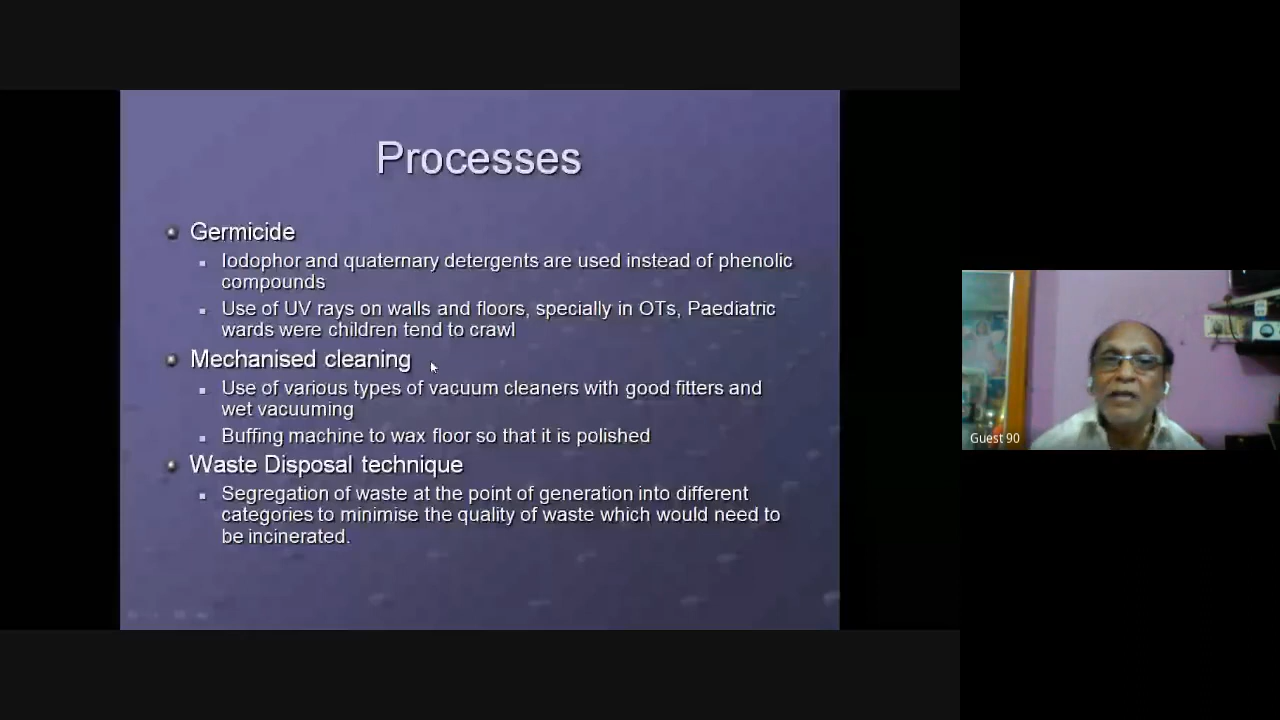 Processes
Germicide
Iodophor and quaternary detergents are used instead of phenolic
compounds
Use of UV rays on walls and floors, specially in OTs, Paediatric
wards were children tend to crawl
Mechanised cleaning
Use of various types of vacuum cleaners with good fitters and
wet vacuuming
Buffing machine to wax floor so that it is polished
Waste Disposal technique
Segregation of waste at the point of generation into different
categories to minimise the quality of waste which would need to
be incinerated.
Guest 90